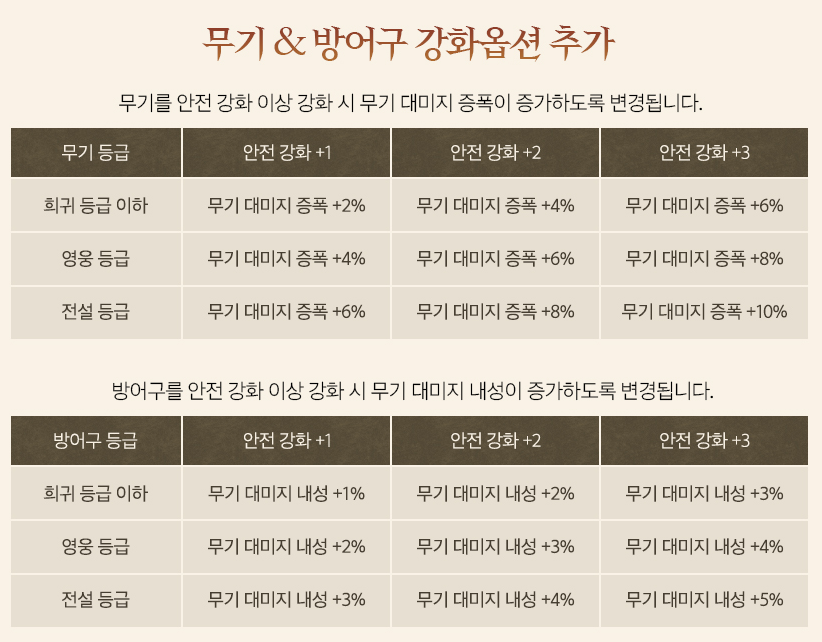 무기 & 방어구 강화옵션 추가
무기를 안전 강화 이상 강화 시 무기 대미지 증폭이 증가하도록 변경됩니다.
무기 등급 안전 강화 +1 안전 강화 +2 안전 강화 +3
희귀 등급 이하 무기 대미지 증폭 +2% 무기 대미지 증폭 +4% 무기 대미지 증폭 +6%
영웅 등급 무기 대미지 증폭 +4% 무기 대미지 증폭 +6% 무기 대미지 증폭 +8%
전설 등급 무기 대미지 증폭 +6% 무기 대미지 증폭 +8% 무기 대미지 증폭 +10%
방어구를 안전 강화 이상 강화 시 무기 대미지 내성이 증가하도록 변경됩니다.
방어구 등급 안전 강화 +1 안전 강화 +2 안전 강화 +3
희귀 등급 이하 무기 대미지 내성 +1% 무기 대미지 내성 +2% 무기 대미지 내성 +3%
영웅 등급 무기 대미지 내성 +2% 무기 대미지 내성 +3% 무기 대미지 내성 +4%
전설 등급 무기 대미지 내성 +3% 무기 대미지 내성 +4% 무기 대미지 내성 +5%